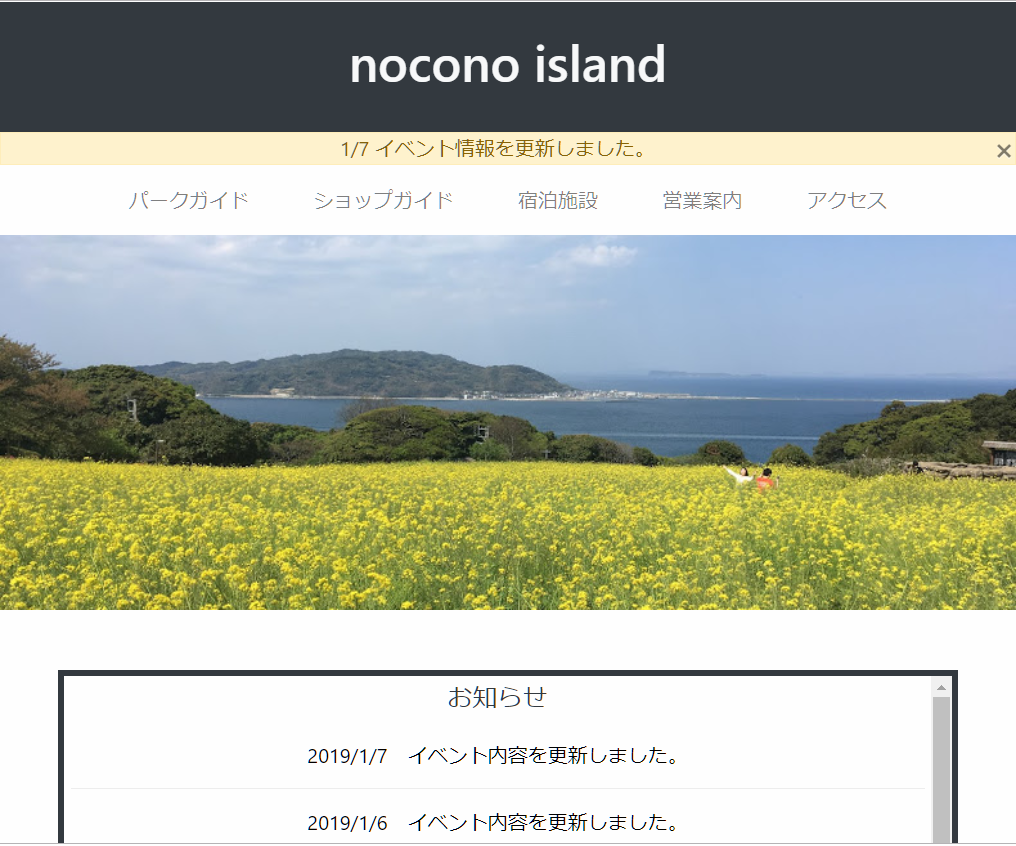 nocono island
1/7 イベント情報を更新しました。
×
パークガイド ショップガイド 宿泊施設 営業案内 アクセス
お知らせ
2019/1/7　イベント内容を更新しました。
2019/1/6　イベント内容を更新しました。